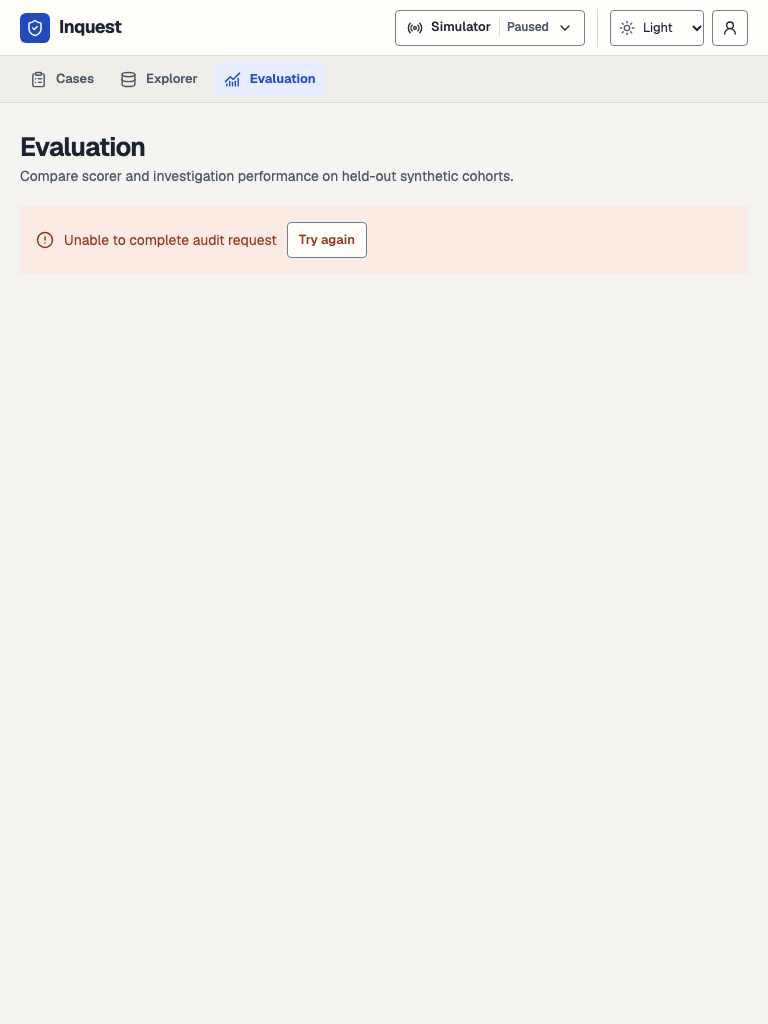 Inquest
Simulator Paused
Light
Cases Explorer Evaluation
Evaluation
Compare scorer and investigation performance on held-out synthetic cohorts.
Unable to complete audit request Try again